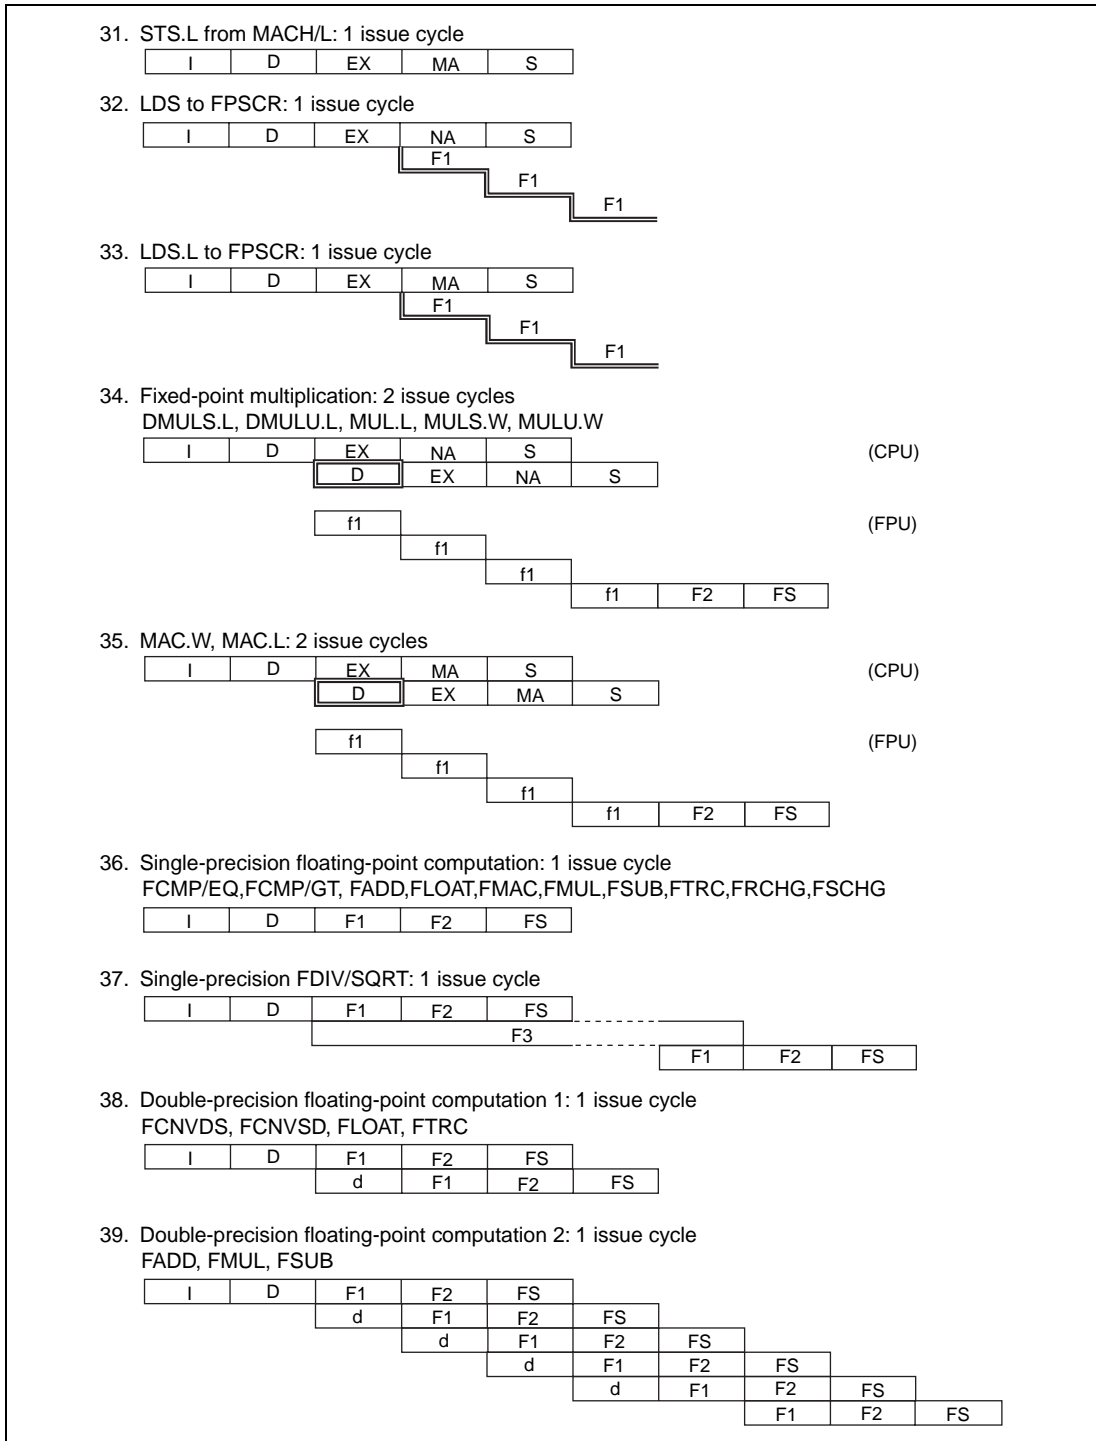 31. STS.L from MACH/L: 1 issue cycle
I D EX MA S
32. LDS to FPSCR: 1 issue cycle
I D EX NA S
F1
F1
F1
33. LDS.L to FPSCR: 1 issue cycle
I D EX MA S
F1
F1
F1
34. Fixed-point multiplication: 2 issue cycles
DMULS.L, DMULU.L, MUL.L, MULS.W, MULU.W
I D EX NA S (CPU)
D EX NA S
f1 (FPU)
f1
f1
f1 F2 FS
35. MAC.W, MAC.L: 2 issue cycles
I D EX MA S (CPU)
D EX MA S
f1 (FPU)
f1
f1
f1 F2 FS
36. Single-precision floating-point computation: 1 issue cycle
FCMP/EQ,FCMP/GT, FADD,FLOAT,FMAC,FMUL,FSUB,FTRC,FRCHG,FSCHG
I D F1 F2 FS
37. Single-precision FDIV/SQRT: 1 issue cycle
I D F1 F2 FS
F3
F1 F2 FS
38. Double-precision floating-point computation 1: 1 issue cycle
FCNVDS, FCNVSD, FLOAT, FTRC
I D F1 F2 FS
d F1 F2 FS
39. Double-precision floating-point computation 2: 1 issue cycle
FADD, FMUL, FSUB
I D F1 F2 FS
d F1 F2 FS
d F1 F2 FS
d F1 F2 FS
d F1 F2 FS
F1 F2 FS